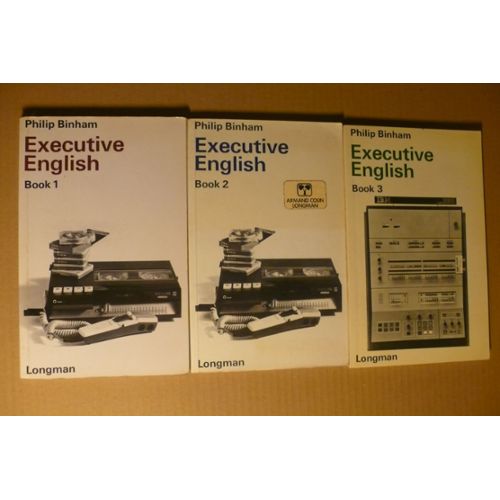 Philip Binham
Executive
English
Book 1
Longman
Philip Binham
Executive
English
Book 2
ARMAND COLIN
LONGMAN
Longman
Philip Binham
Executive
English
Book 3
Longman